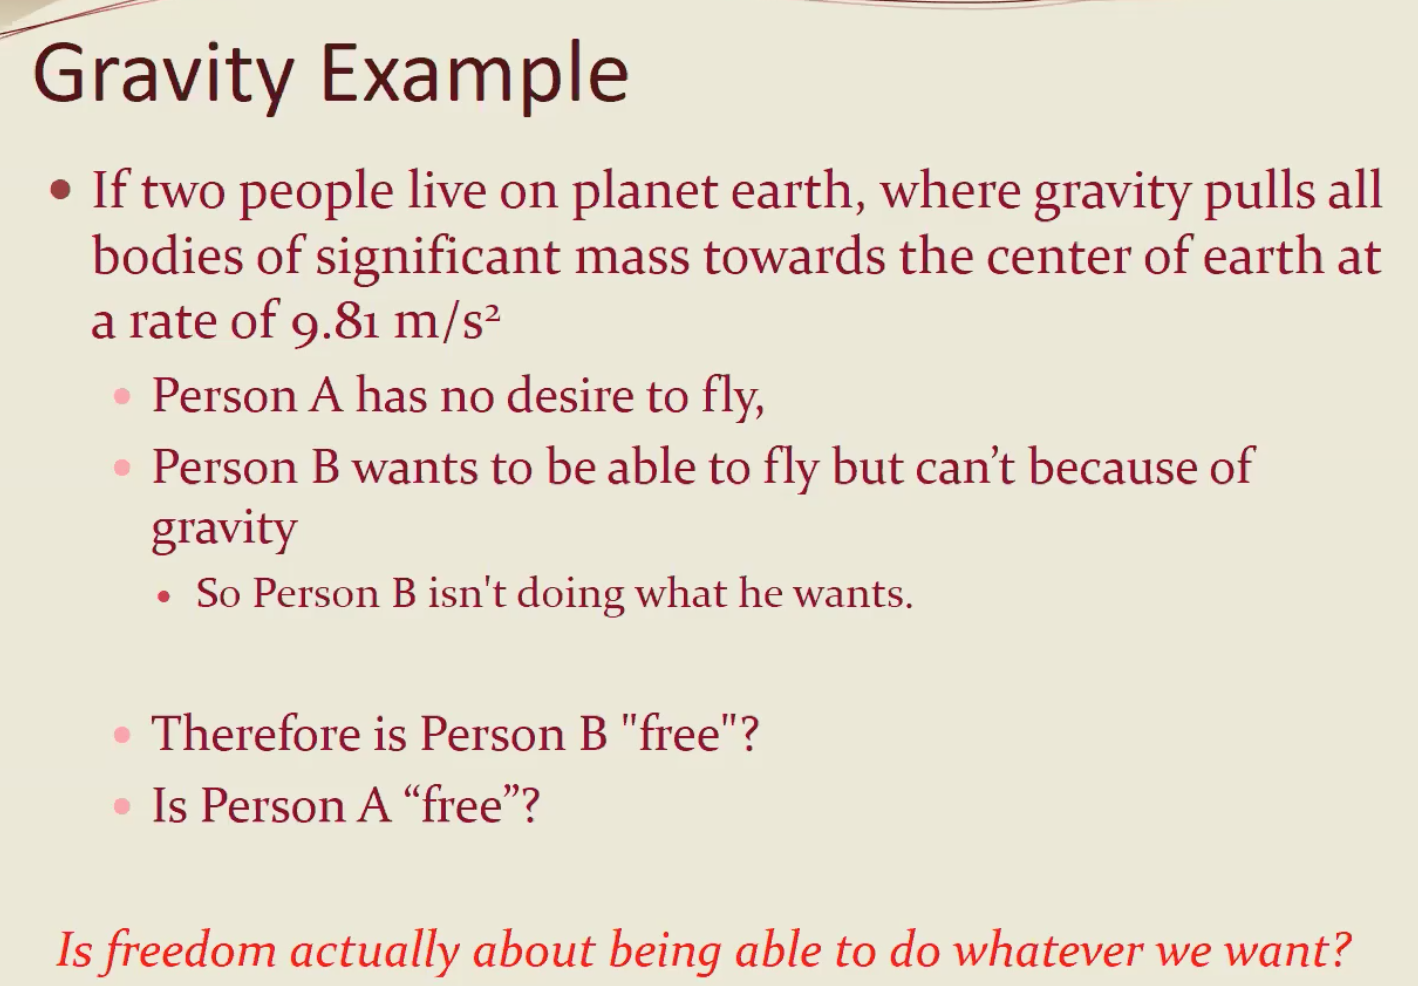 Gravity Example
• If two people live on planet earth, where gravity pulls all
bodies of significant mass towards the center of earth at
a rate of 9.81 m/s²
• Person A has no desire to fly,
• Person B wants to be able to fly but can’t because of
gravity
• So Person B isn't doing what he wants.
• Therefore is Person B "free"?
• Is Person A “free”?
Is freedom actually about being able to do whatever we want?